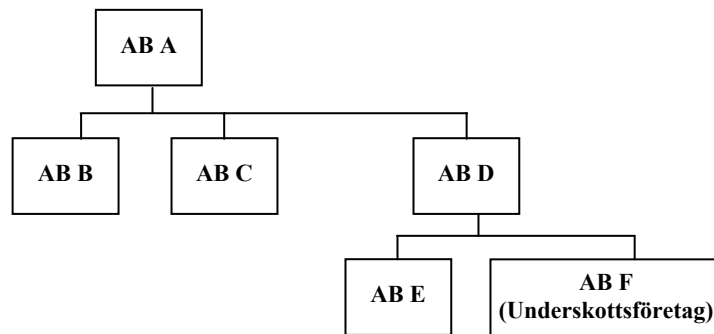 AB A
AB B
AB C
AB D
AB E
AB F
(Underskottsföretag)